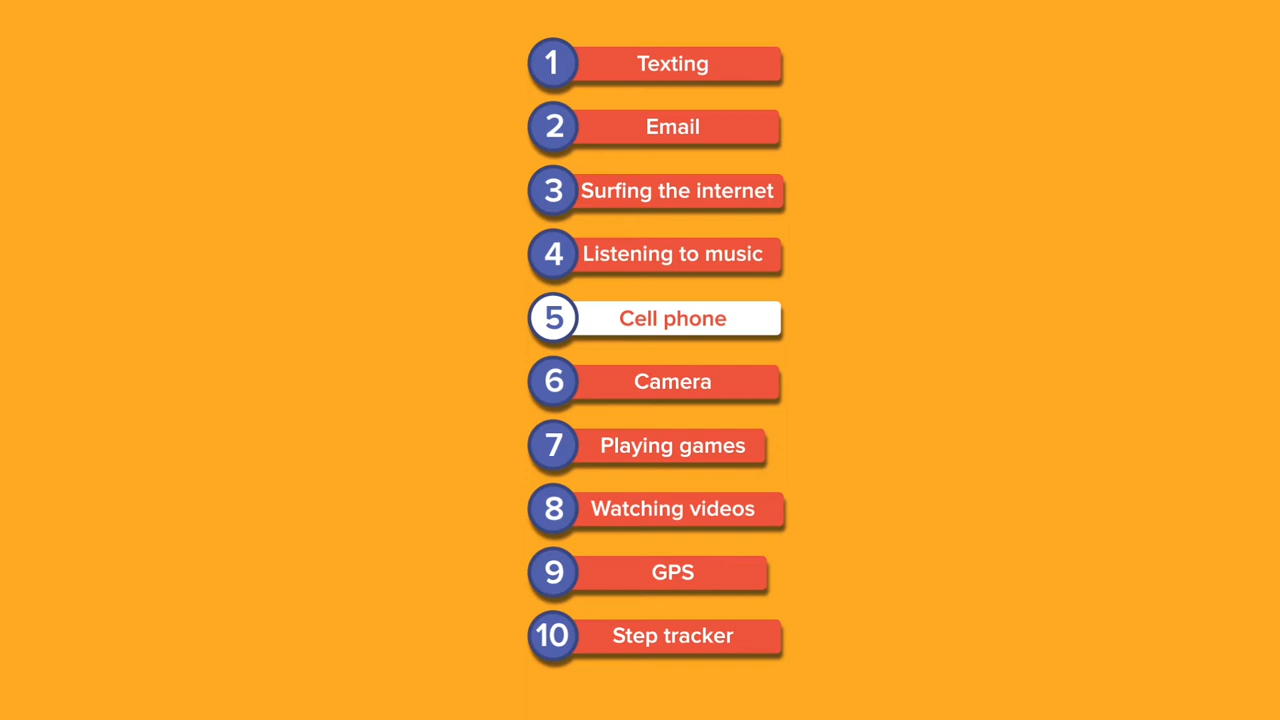 1 Texting
2 Email
3 Surfing the internet
4 Listening to music
5 Cell phone
6 Camera
7 Playing games
8 Watching videos
9 GPS
10 Step tracker